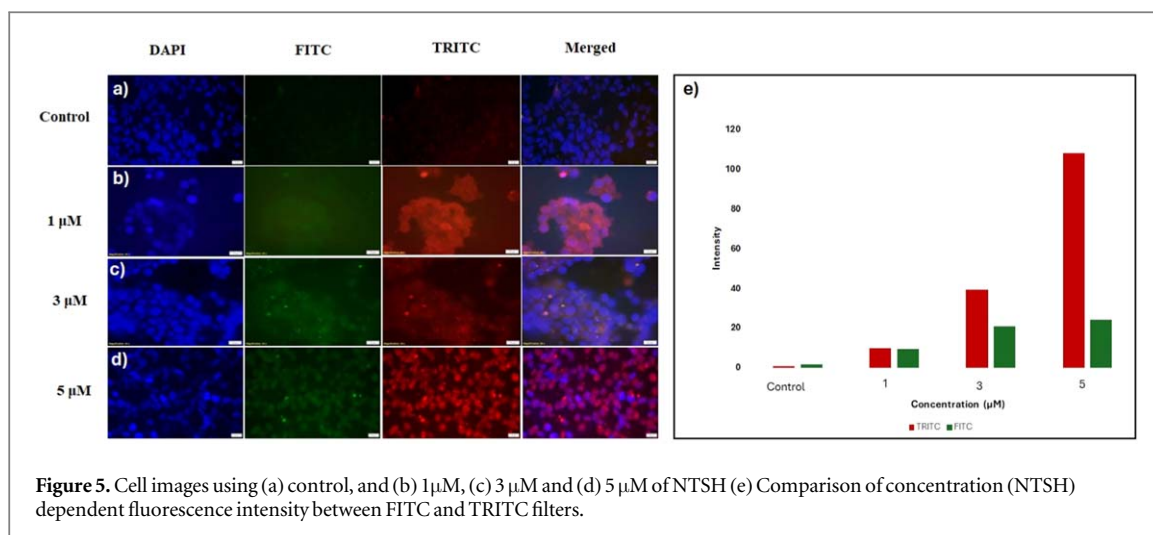 DAPI FITC TRITC Merged
Control a)
1 μM b)
3 μM c)
5 μM d)
e)
120
100
80
60
40
20
0
Intensity
Control 1 3 5
Concentration (μM)
TRITC FITC
Figure 5. Cell images using (a) control, and (b) 1μM, (c) 3 μM and (d) 5 μM of NTSH (e) Comparison of concentration (NTSH)
dependent fluorescence intensity between FITC and TRITC filters.